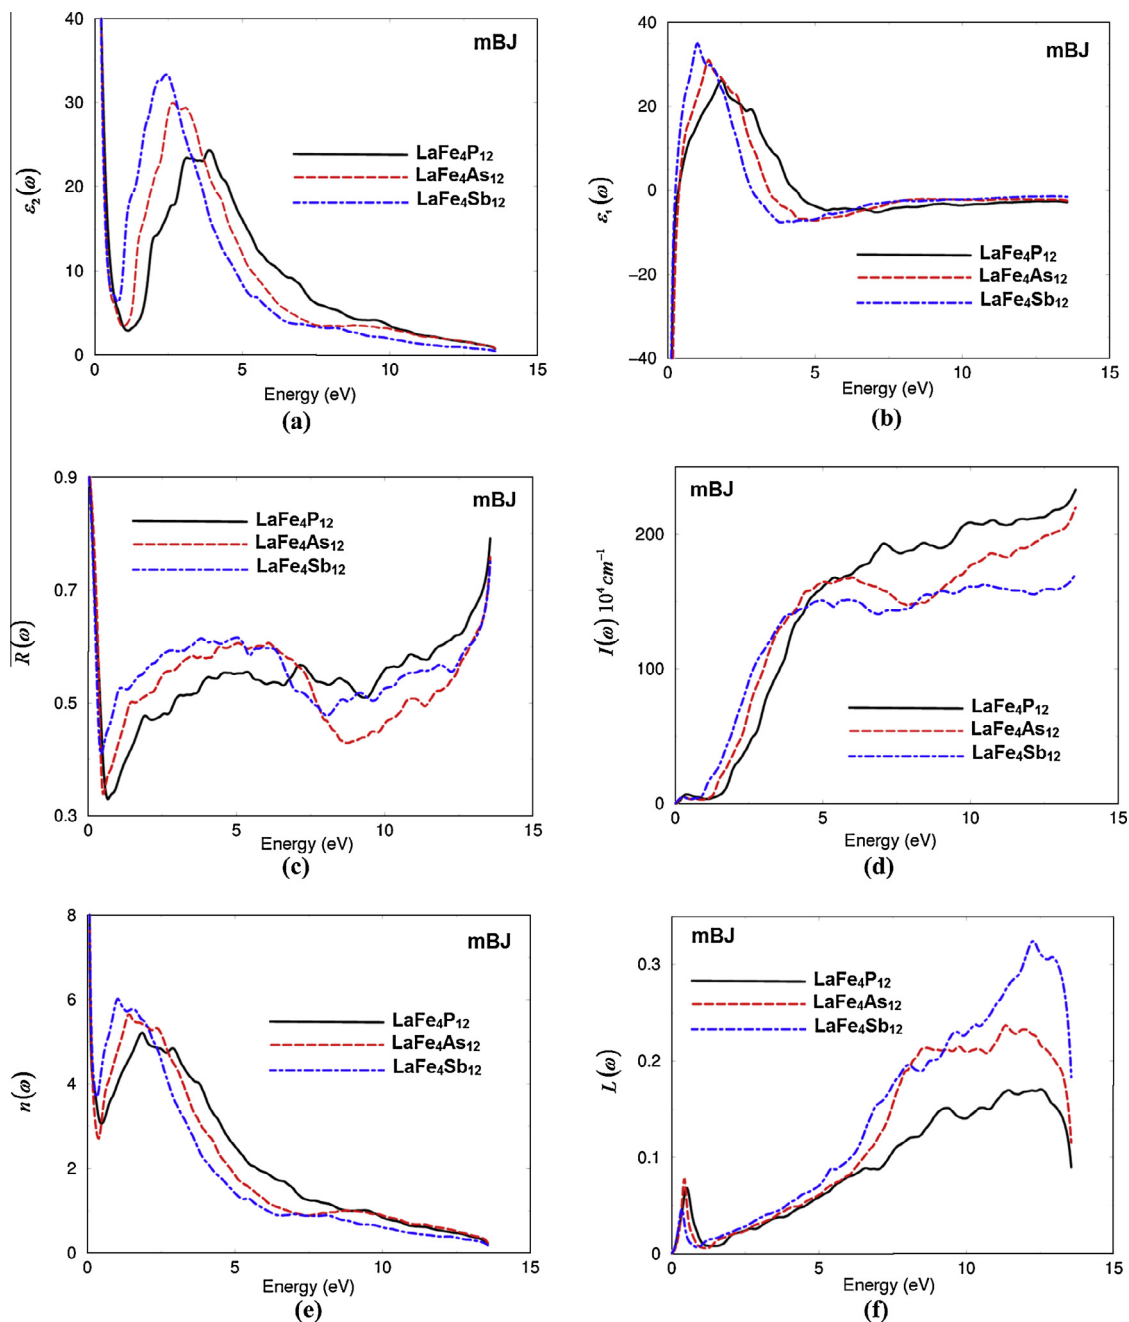 mBJ
ε₂(ω)
40
30
20
10
0
LaFe₄P₁₂
LaFe₄As₁₂
LaFe₄Sb₁₂
0 5 10 15
Energy (eV)
(a)
mBJ
ε₁(ω)
40
20
0
−20
−40
LaFe₄P₁₂
LaFe₄As₁₂
LaFe₄Sb₁₂
0 5 10 15
Energy (eV)
(b)
mBJ
R(ω)
0.9
0.7
0.5
0.3
LaFe₄P₁₂
LaFe₄As₁₂
LaFe₄Sb₁₂
0 5 10 15
Energy (eV)
(c)
mBJ
I(ω) 10⁴ cm⁻¹
200
100
0
LaFe₄P₁₂
LaFe₄As₁₂
LaFe₄Sb₁₂
0 5 10 15
Energy (eV)
(d)
mBJ
n(ω)
8
6
4
2
0
LaFe₄P₁₂
LaFe₄As₁₂
LaFe₄Sb₁₂
0 5 10 15
Energy (eV)
(e)
mBJ
L(ω)
0.3
0.2
0.1
0
LaFe₄P₁₂
LaFe₄As₁₂
LaFe₄Sb₁₂
0 5 10 15
Energy (eV)
(f)